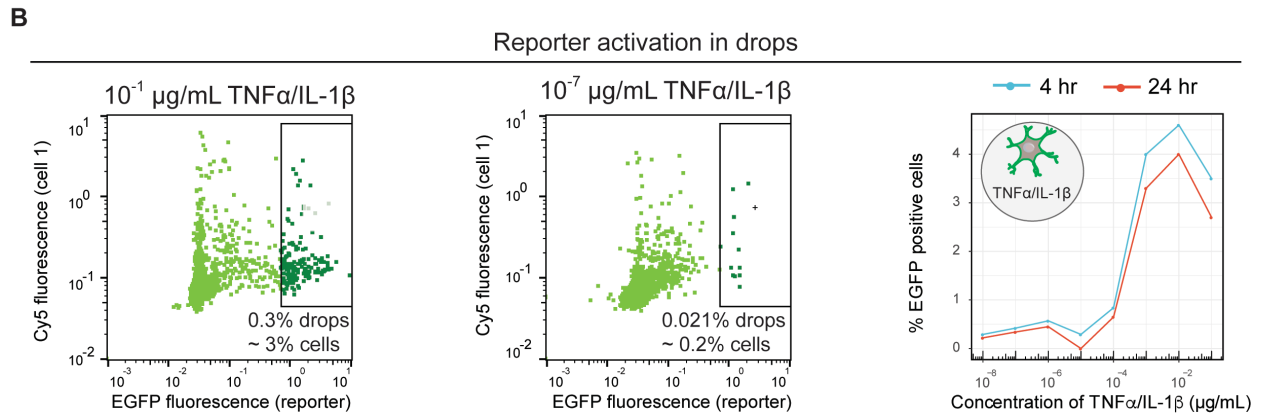 B
Reporter activation in drops
10⁻¹ µg/mL TNFα/IL-1β
Cy5 fluorescence (cell 1)
10¹
10⁰
10⁻¹
10⁻²
0.3% drops
~ 3% cells
10⁻³ 10⁻² 10⁻¹ 10⁰ 10¹
EGFP fluorescence (reporter)
10⁻⁷ µg/mL TNFα/IL-1β
Cy5 fluorescence (cell 1)
10¹
10⁰
10⁻¹
10⁻²
0.021% drops
~ 0.2% cells
10⁻³ 10⁻² 10⁻¹ 10⁰ 10¹
EGFP fluorescence (reporter)
4 hr 24 hr
% EGFP positive cells
TNFα/IL-1β
4
3
2
1
0
10⁻⁸ 10⁻⁶ 10⁻⁴ 10⁻²
Concentration of TNFα/IL-1β (µg/mL)